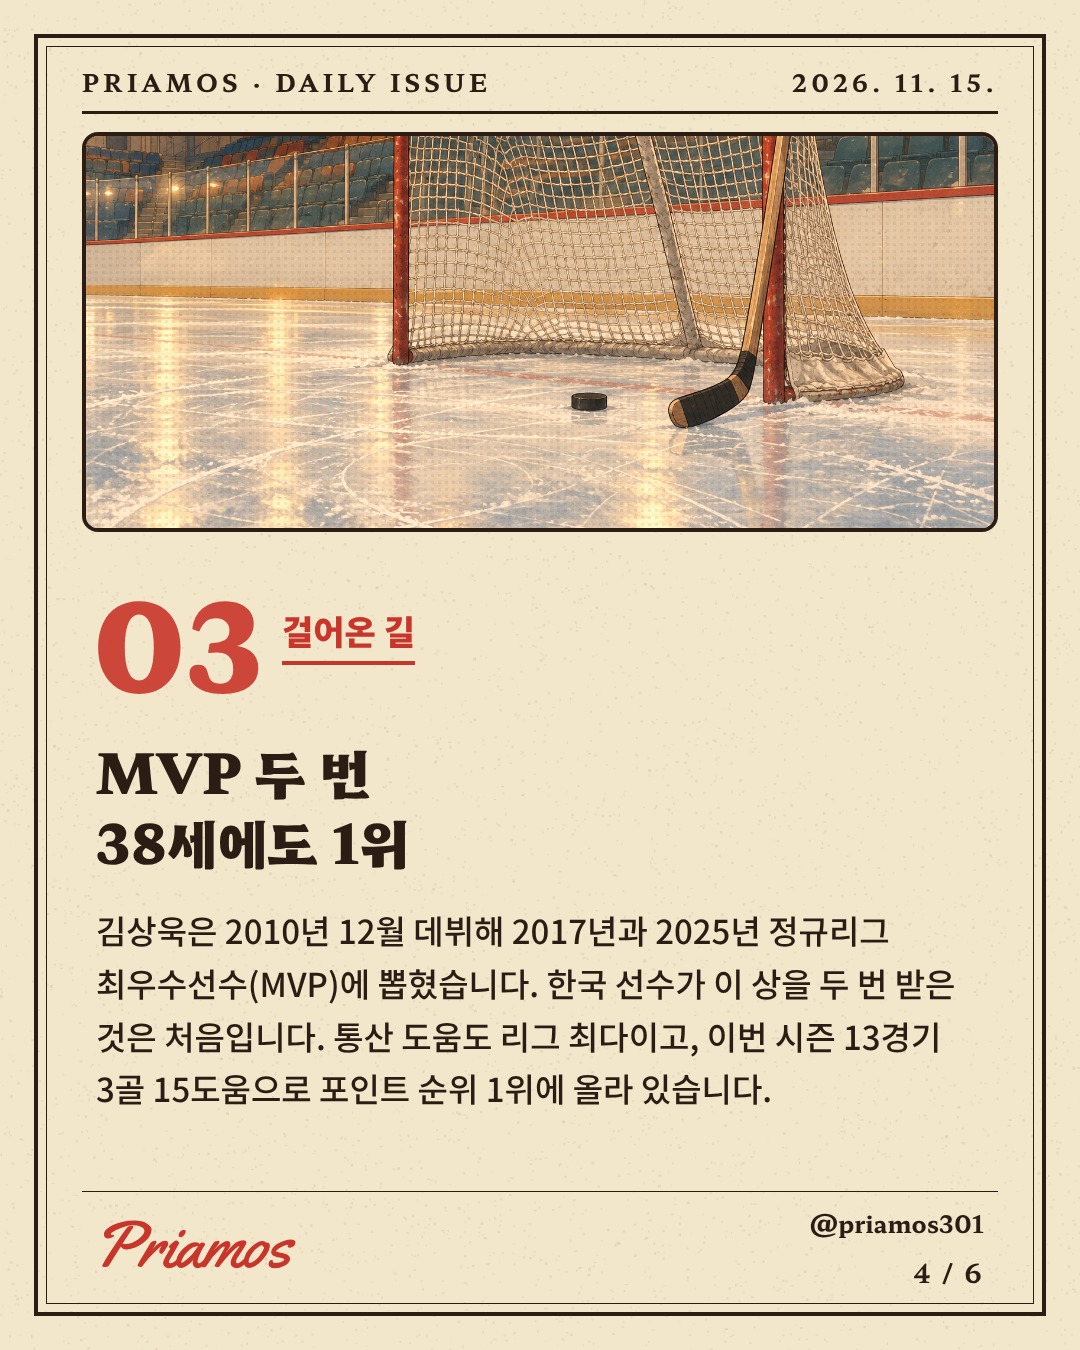 PRIAMOS · DAILY ISSUE
2026. 11. 15.
03
걸어온 길
MVP 두 번
38세에도 1위
김상욱은 2010년 12월 데뷔해 2017년과 2025년 정규리그
최우수선수(MVP)에 뽑혔습니다. 한국 선수가 이 상을 두 번 받은
것은 처음입니다. 통산 도움도 리그 최다이고, 이번 시즌 13경기
3골 15도움으로 포인트 순위 1위에 올라 있습니다.
Priamos
@priamos301
4 / 6